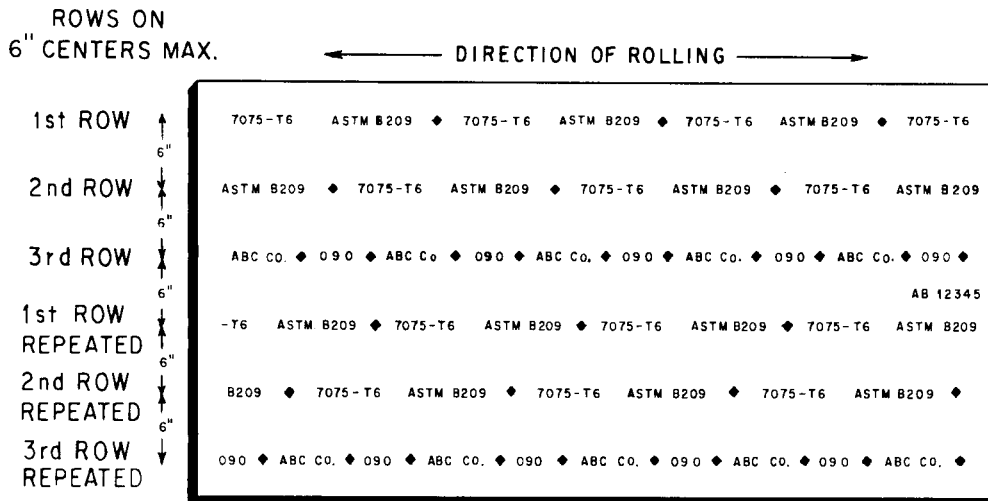 ROWS ON
6" CENTERS MAX.
DIRECTION OF ROLLING
1st ROW
7075-T6 ASTM B209 ◆ 7075-T6 ASTM B209 ◆ 7075-T6 ASTM B209 ◆ 7075-T6
6"
2nd ROW
ASTM B209 ◆ 7075-T6 ASTM B209 ◆ 7075-T6 ASTM B209 ◆ 7075-T6 ASTM B209
6"
3rd ROW
ABC CO. ◆ 090 ◆ ABC Co ◆ 090 ◆ ABC Co. ◆ 090 ◆ ABC Co. ◆ 090 ◆ ABC Co. ◆ 090 ◆
6"
AB 12345
1st ROW
REPEATED
-T6 ASTM B209 ◆ 7075-T6 ASTM B209 ◆ 7075-T6 ASTM B209 ◆ 7075-T6 ASTM B209
6"
2nd ROW
REPEATED
B209 ◆ 7075-T6 ASTM B209 ◆ 7075-T6 ASTM B209 ◆ 7075-T6 ASTM B209 ◆
6"
3rd ROW
REPEATED
090 ◆ ABC CO. ◆ 090 ◆ ABC CO. ◆ 090 ◆ ABC CO. ◆ 090 ◆ ABC CO. ◆ 090 ◆ ABC CO. ◆